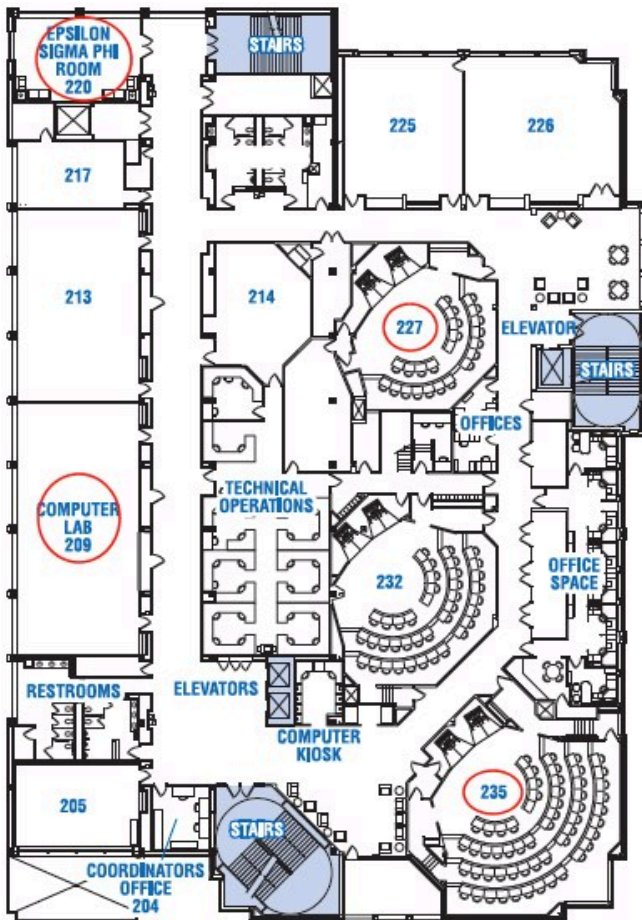 EPSILON
SIGMA PHI
ROOM
220
STAIRS
225
226
217
213
214
227
ELEVATOR
STAIRS
OFFICES
TECHNICAL
OPERATIONS
COMPUTER
LAB
209
232
OFFICE
SPACE
RESTROOMS
ELEVATORS
COMPUTER
KIOSK
205
STAIRS
235
COORDINATORS
OFFICE
204